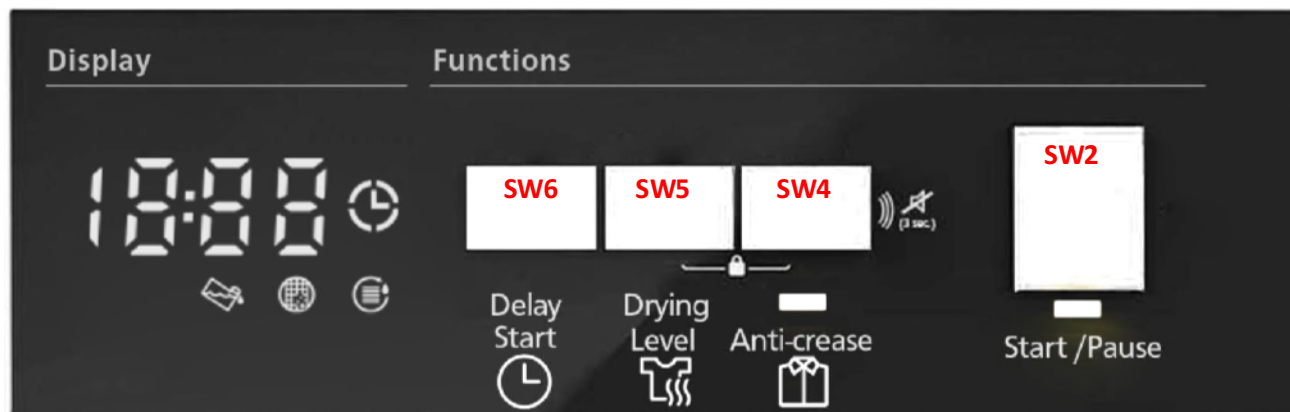 Display
Functions
18:88
SW6
SW5
SW4
(3 sec.)
SW2
Delay
Start
Drying
Level
Anti-crease
Start /Pause